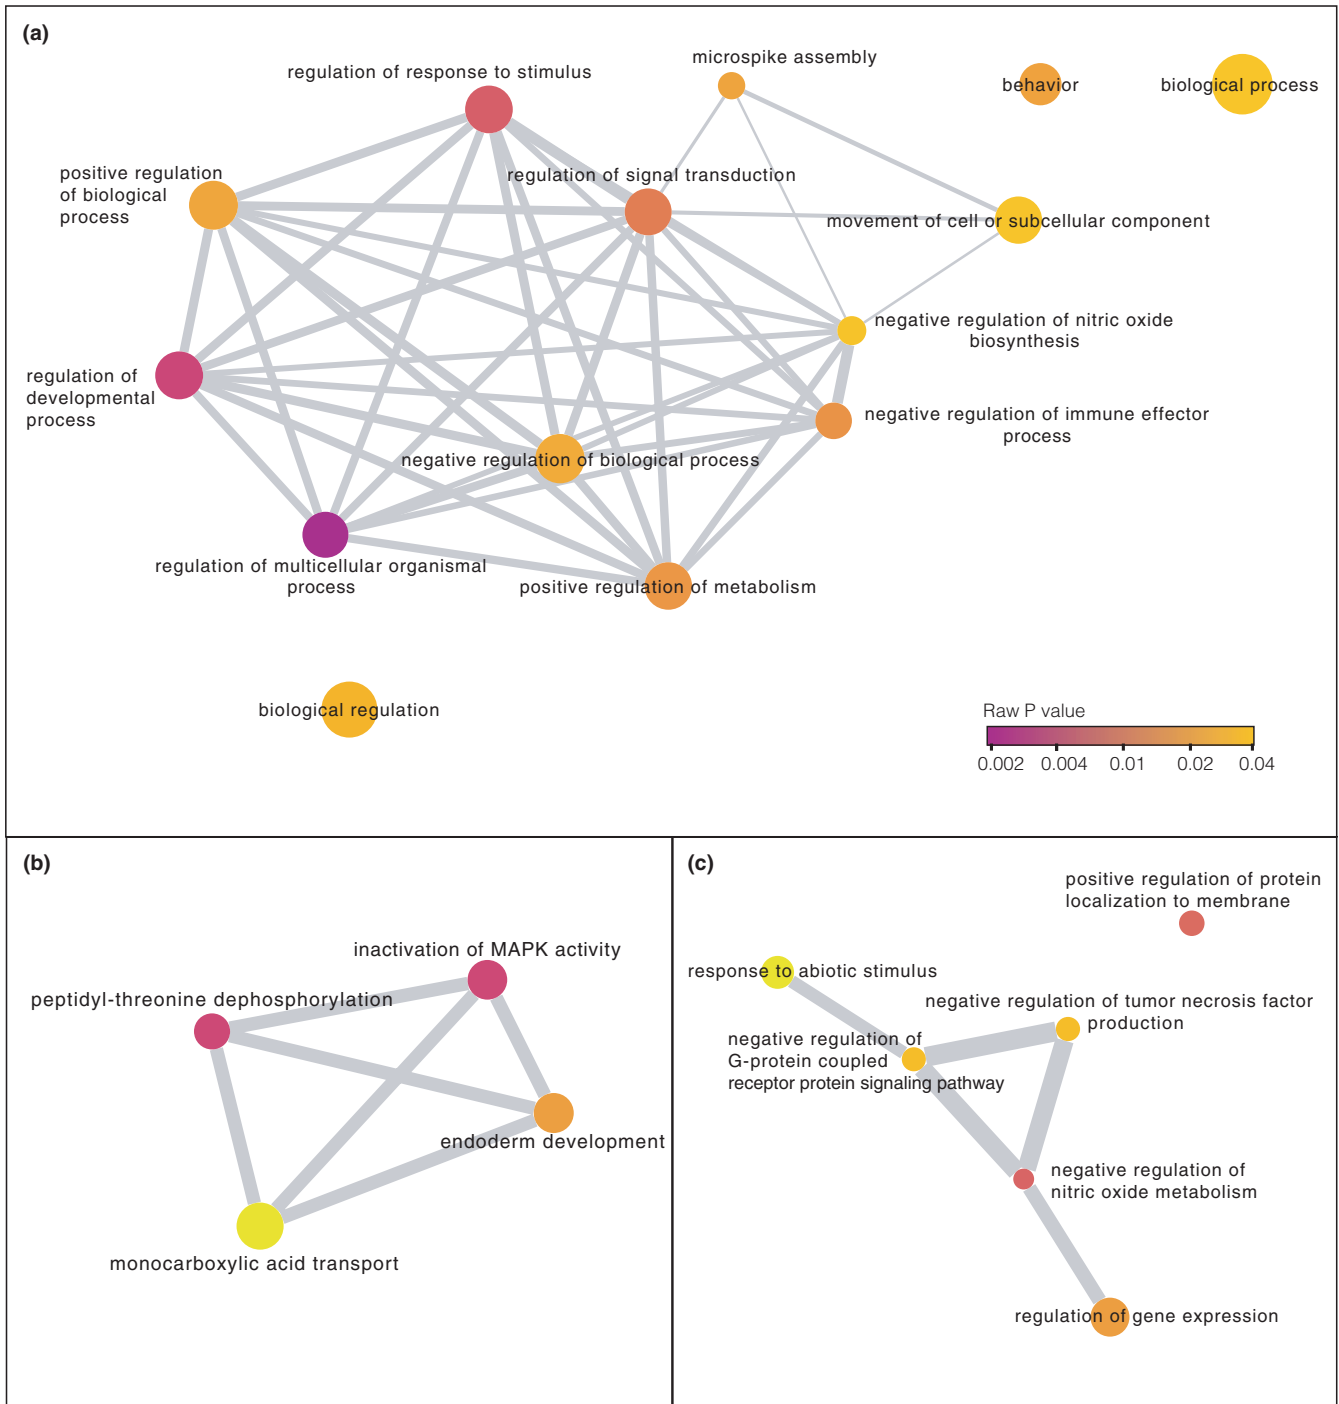 (a)
regulation of response to stimulus
microspike assembly
behavior
biological process
positive regulation
of biological
process
regulation of signal transduction
movement of cell or subcellular component
negative regulation of nitric oxide
biosynthesis
regulation of
developmental
process
negative regulation of immune effector
process
negative regulation of biological process
regulation of multicellular organismal
process
positive regulation of metabolism
biological regulation
Raw P value
0.002 0.004 0.01 0.02 0.04
(b)
inactivation of MAPK activity
peptidyl-threonine dephosphorylation
endoderm development
monocarboxylic acid transport
(c)
positive regulation of protein
localization to membrane
response to abiotic stimulus
negative regulation of tumor necrosis factor
production
negative regulation of
G-protein coupled
receptor protein signaling pathway
negative regulation of
nitric oxide metabolism
regulation of gene expression